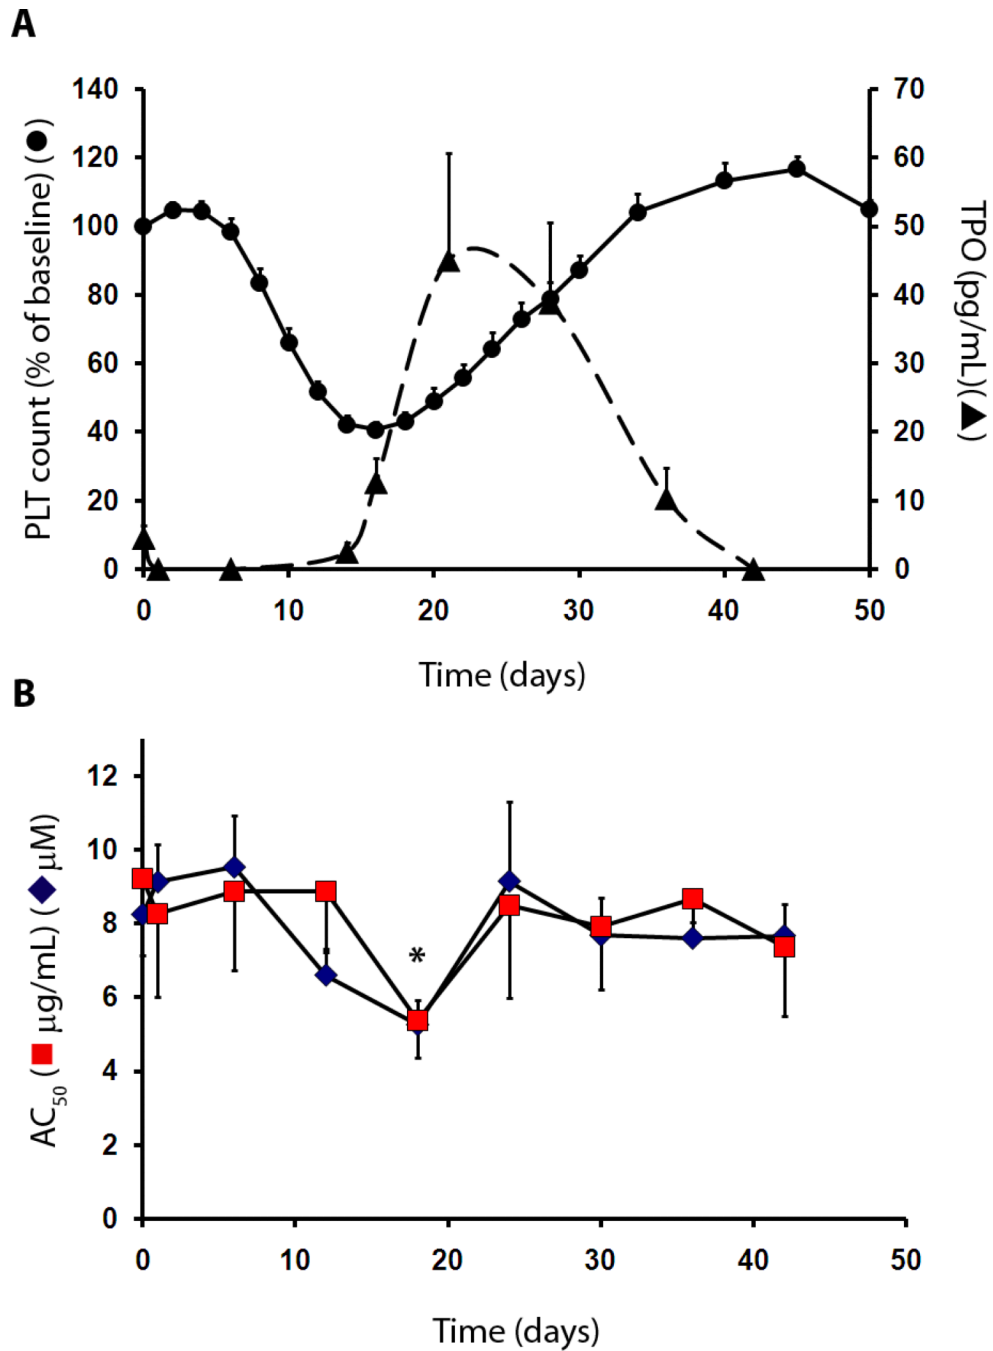 A
PLT count (% of baseline) (●)
140
120
100
80
60
40
20
0
70
60
50
40
30
20
10
0
TPO (pg/mL)(▲)
0 10 20 30 40 50
Time (days)
B
AC50 (■ μg/mL) (◆ μM)
12
10
8
6
4
2
0
*
0 10 20 30 40 50
Time (days)